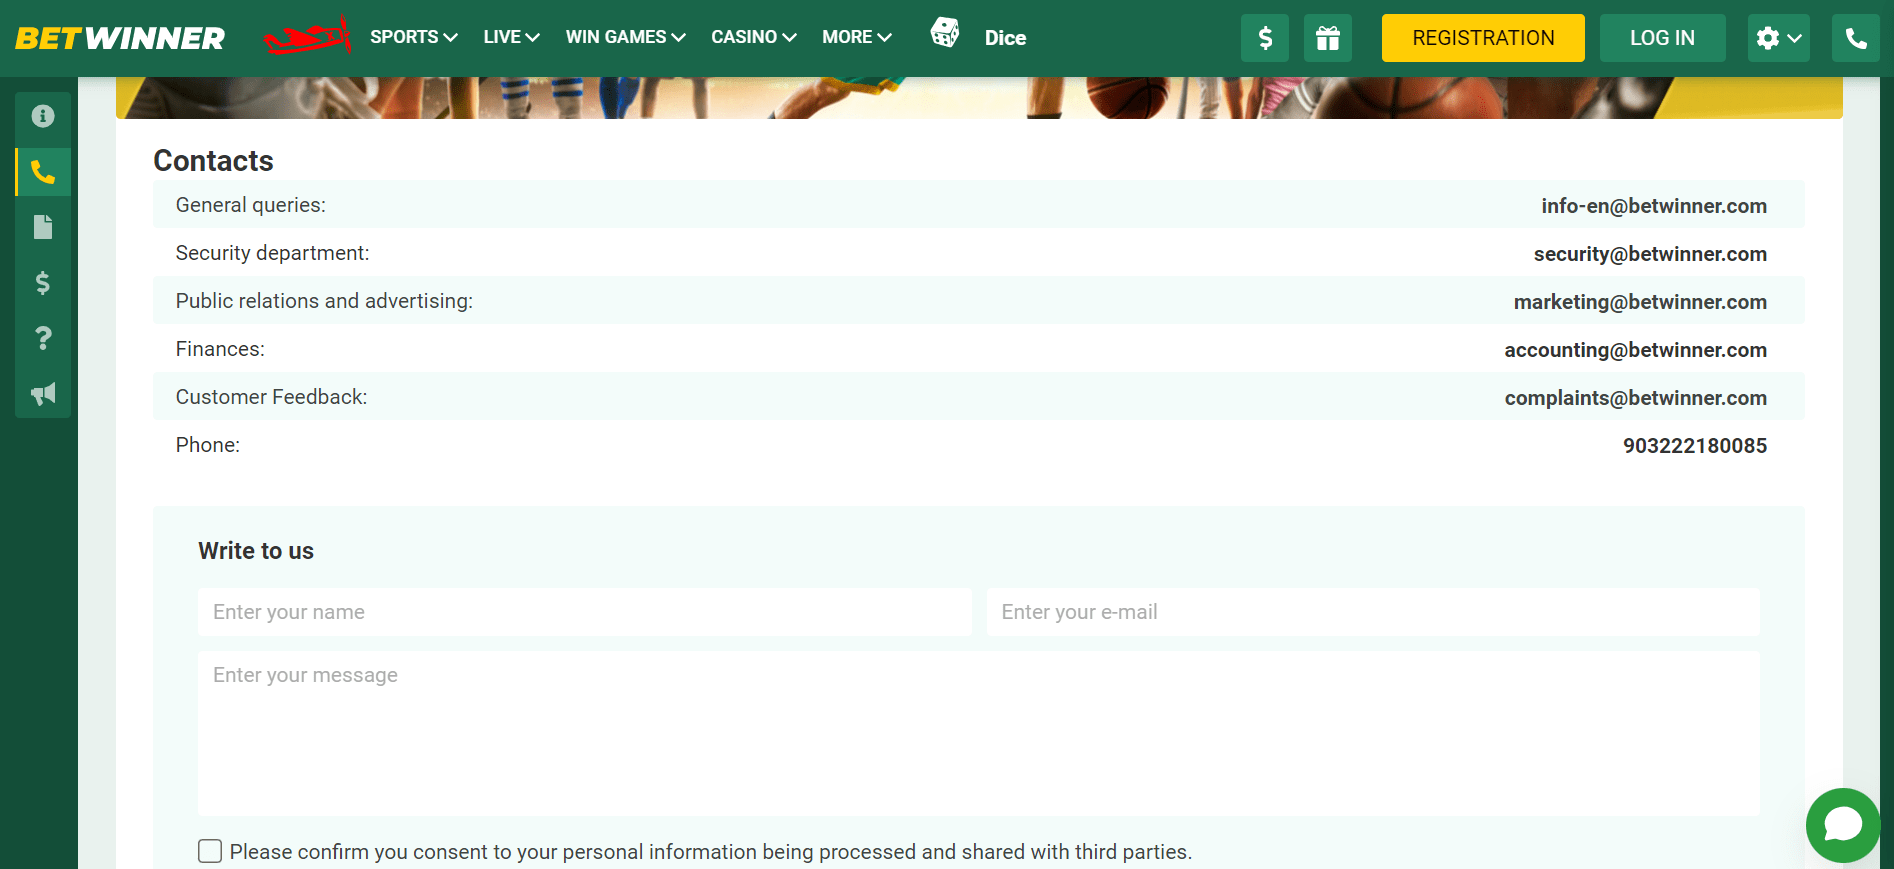 BETWINNER
SPORTS LIVE WIN GAMES CASINO MORE Dice $ REGISTRATION LOG IN
Contacts
General queries: info-en@betwinner.com
Security department: security@betwinner.com
Public relations and advertising: marketing@betwinner.com
Finances: accounting@betwinner.com
Customer Feedback: complaints@betwinner.com
Phone: 903222180085
Write to us
Enter your name Enter your e-mail
Enter your message
Please confirm you consent to your personal information being processed and shared with third parties.